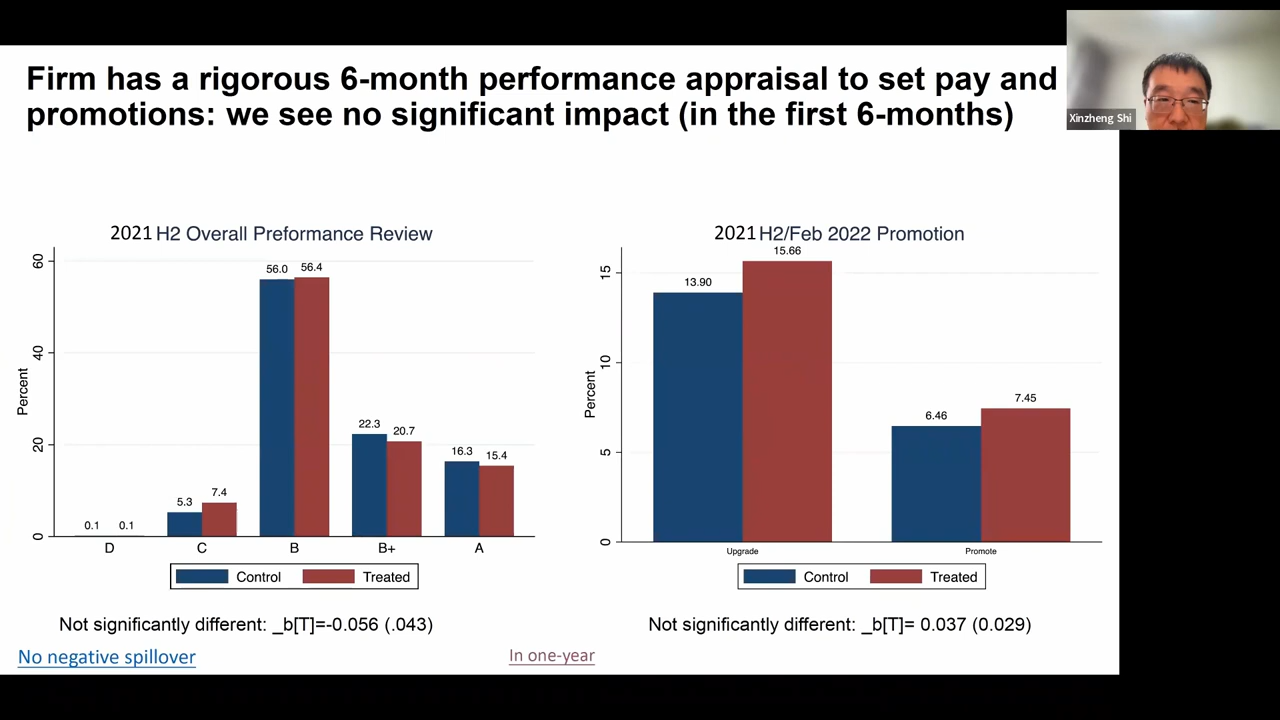 Firm has a rigorous 6-month performance appraisal to set pay and
promotions: we see no significant impact (in the first 6-months)
Xinzheng Shi
2021 H2 Overall Preformance Review
Percent
60
40
20
0
0.1
0.1
5.3
7.4
56.0
56.4
22.3
20.7
16.3
15.4
D
C
B
B+
A
Control
Treated
Not significantly different: _b[T]=-0.056 (.043)
2021 H2/Feb 2022 Promotion
Percent
15
10
5
0
13.90
15.66
6.46
7.45
Upgrade
Promote
Control
Treated
Not significantly different: _b[T]= 0.037 (0.029)
No negative spillover
In one-year